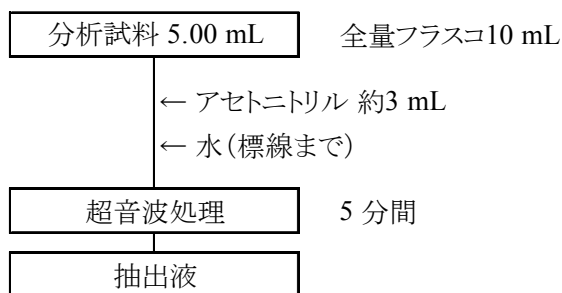 分析試料 5.00 mL 全量フラスコ10 mL
← アセトニトリル 約3 mL
← 水（標線まで）
超音波処理 5 分間
抽出液